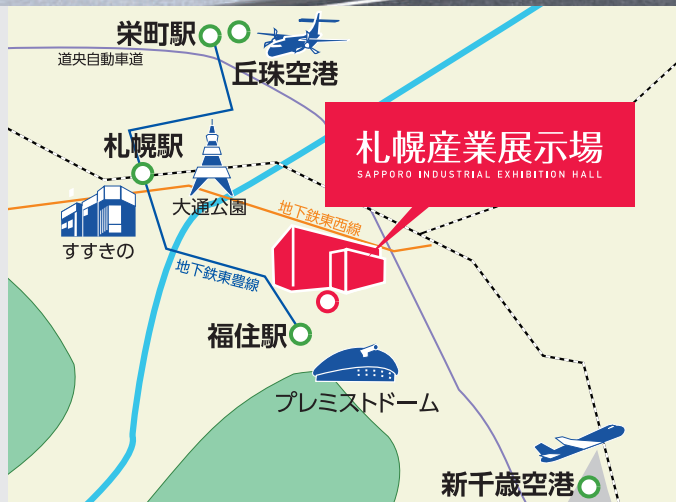 栄町駅
道央自動車道
丘珠空港
札幌産業展示場
SAPPORO INDUSTRIAL EXHIBITION HALL
札幌駅
大通公園
地下鉄東西線
すすきの
地下鉄東豊線
福住駅
プレミストドーム
新千歳空港